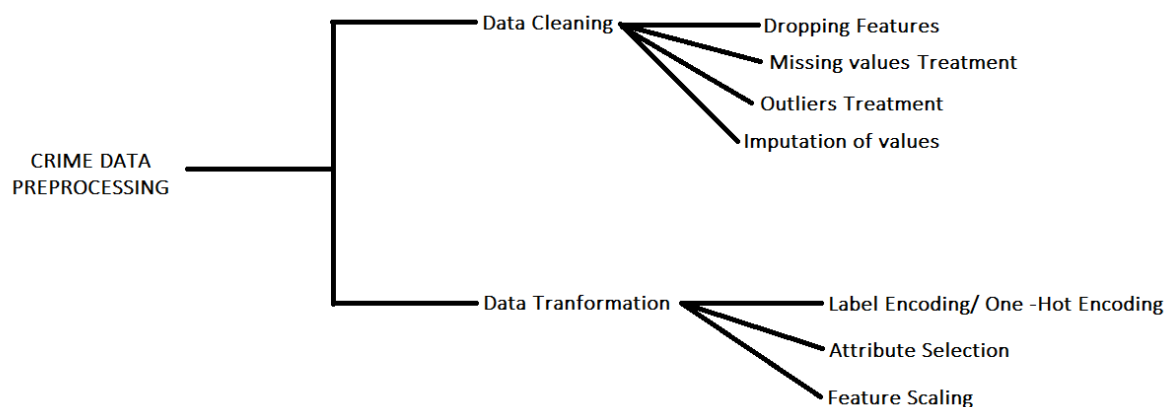 Data Cleaning
Dropping Features
Missing values Treatment
Outliers Treatment
Imputation of values
CRIME DATA
PREPROCESSING
Data Tranformation
Label Encoding/ One -Hot Encoding
Attribute Selection
Feature Scaling